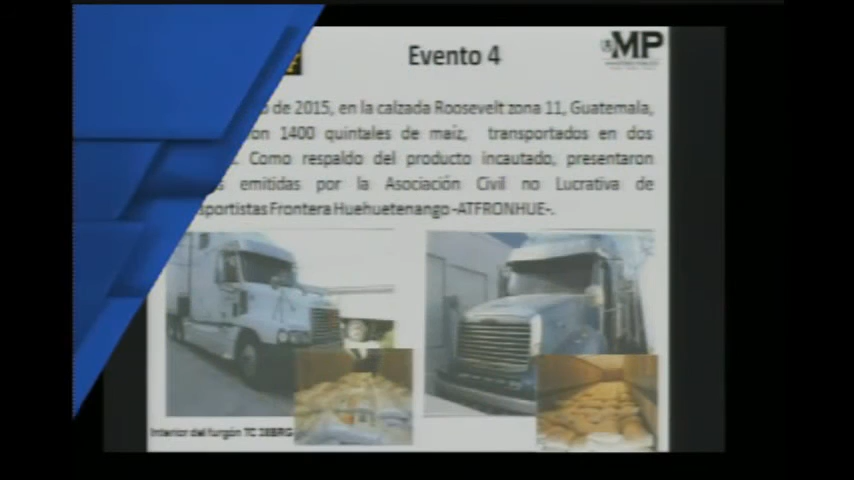 Evento 4
MP
de 2015, en la calzada Roosevelt zona 11, Guatemala,
on 1400 quintales de maíz, transportados en dos
Como respaldo del producto incautado, presentaron
emitidas por la Asociación Civil no Lucrativa de
sportistas Frontera Huehuetenango -ATFRONHUE-.
Interior del furgón TC 38BRG